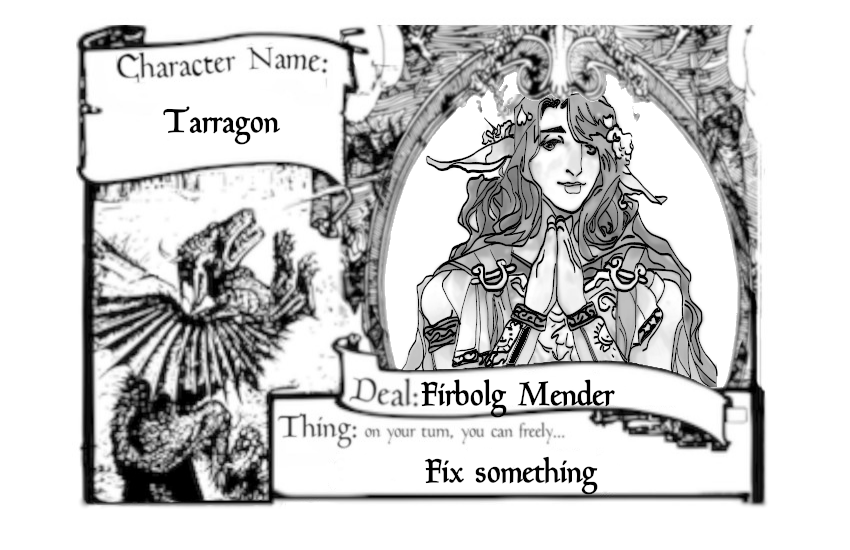 Character Name:
Tarragon
Deal: Firbolg Mender
Thing: on your turn, you can freely...
Fix something